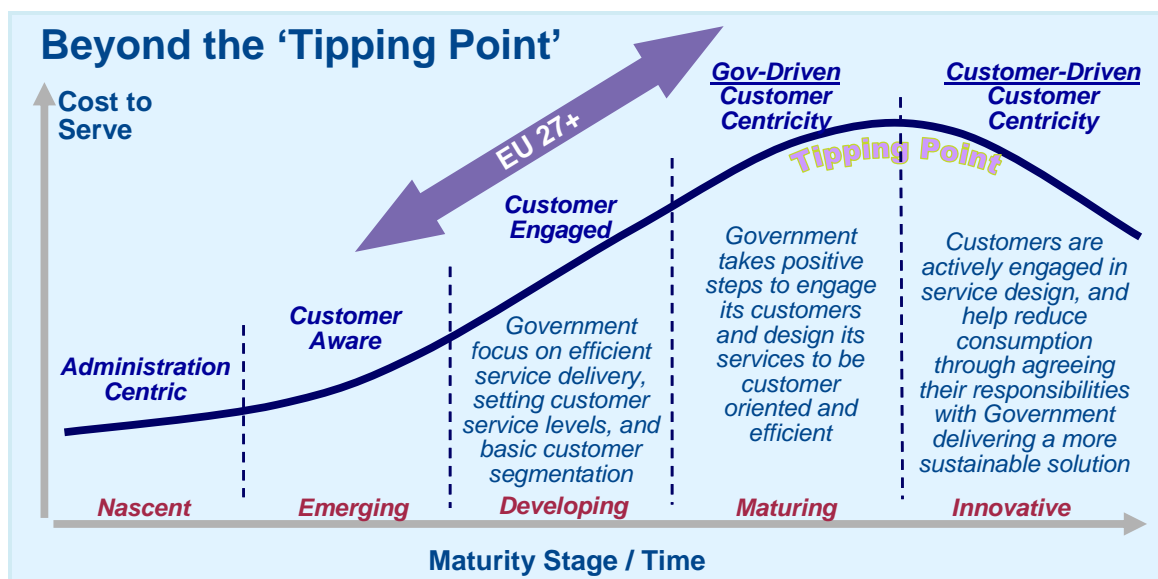 Beyond the ‘Tipping Point’
Cost to
Serve
EU 27+
Gov-Driven
Customer
Centricity
Customer-Driven
Customer
Centricity
Tipping Point
Customer
Engaged
Customer
Aware
Administration
Centric
Government
focus on efficient
service delivery,
setting customer
service levels, and
basic customer
segmentation
Government
takes positive
steps to engage
its customers
and design its
services to be
customer
oriented and
efficient
Customers are
actively engaged in
service design, and
help reduce
consumption
through agreeing
their responsibilities
with Government
delivering a more
sustainable solution
Nascent
Emerging
Developing
Maturing
Innovative
Maturity Stage / Time